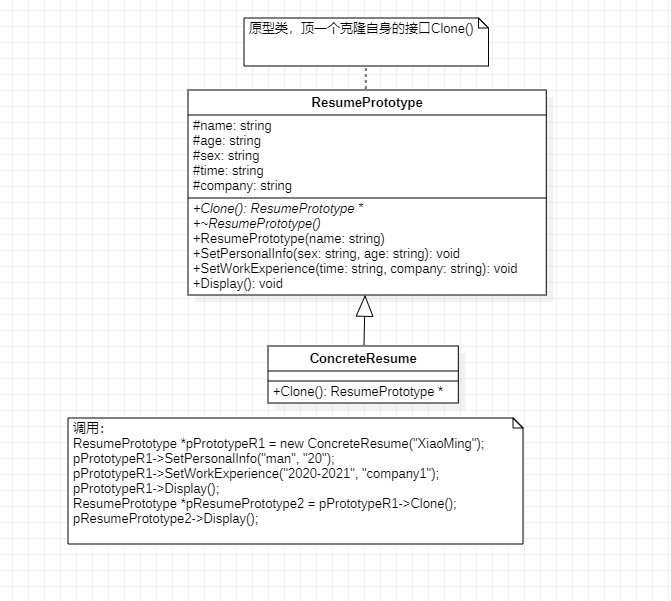 原型类，顶一个克隆自身的接口Clone()
ResumePrototype
#name: string
#age: string
#sex: string
#time: string
#company: string
+Clone(): ResumePrototype *
+~ResumePrototype()
+ResumePrototype(name: string)
+SetPersonalInfo(sex: string, age: string): void
+SetWorkExperience(time: string, company: string): void
+Display(): void
ConcreteResume
+Clone(): ResumePrototype *
调用：
ResumePrototype *pPrototypeR1 = new ConcreteResume("XiaoMing");
pPrototypeR1->SetPersonalInfo("man", "20");
pPrototypeR1->SetWorkExperience("2020-2021", "company1");
pPrototypeR1->Display();
ResumePrototype *pResumePrototype2 = pPrototypeR1->Clone();
pResumePrototype2->Display();